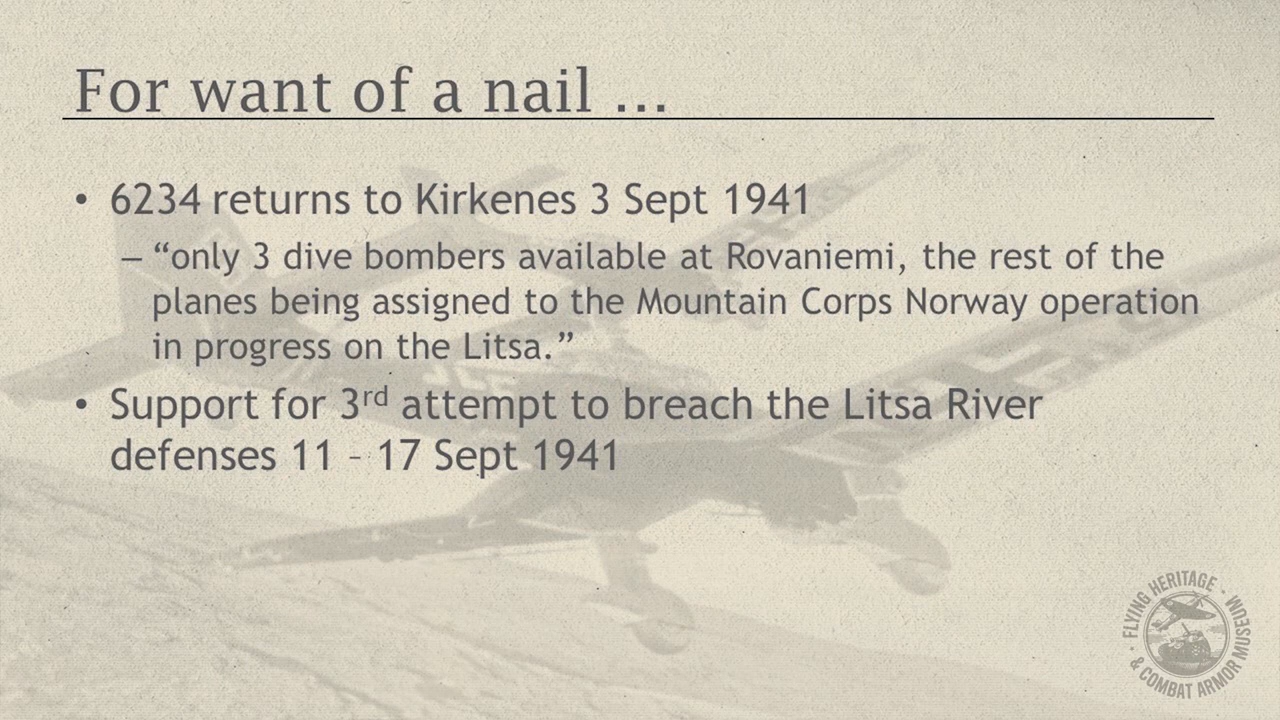 For want of a nail …
• 6234 returns to Kirkenes 3 Sept 1941
– “only 3 dive bombers available at Rovaniemi, the rest of the
planes being assigned to the Mountain Corps Norway operation
in progress on the Litsa.”
• Support for 3rd attempt to breach the Litsa River
defenses 11 – 17 Sept 1941
· FLYING HERITAGE ·
& COMBAT ARMOR MUSEUM